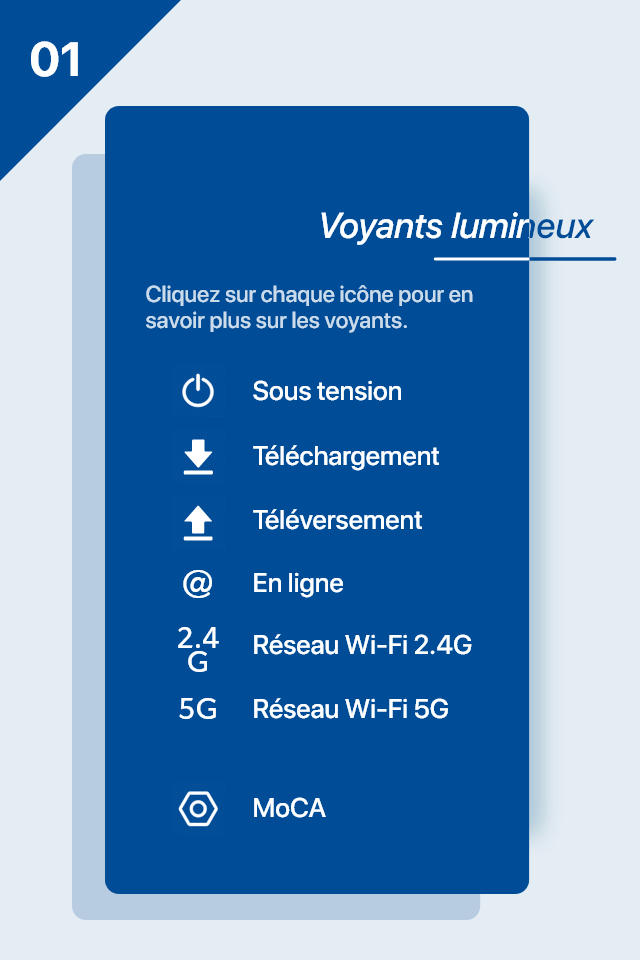 01
Voyants lumineux
Cliquez sur chaque icône pour en
savoir plus sur les voyants.
Sous tension
Téléchargement
Téléversement
@ En ligne
2.4
G
Réseau Wi-Fi 2.4G
5G Réseau Wi-Fi 5G
MoCA